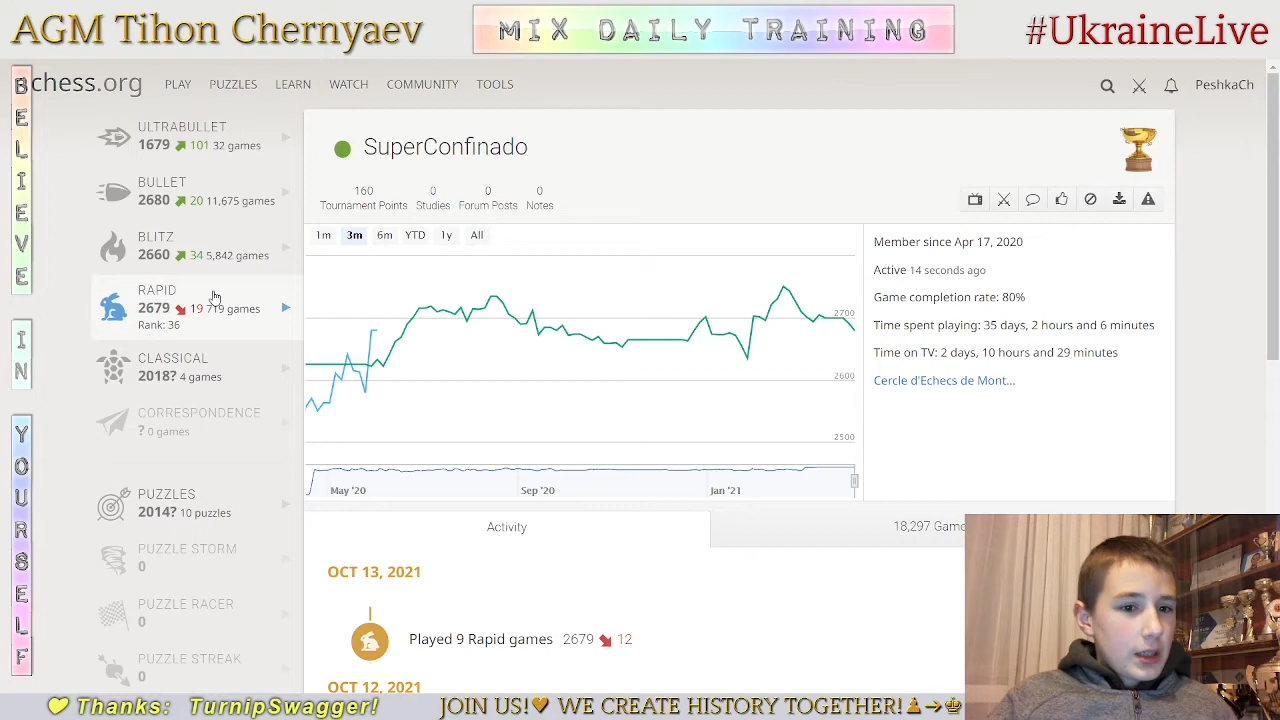 AGM Tihon Chernyaev
MIX DAILY TRAINING
#UkraineLive
BELIEVE
IN
YOURSELF
chess.org
PLAY PUZZLES LEARN WATCH COMMUNITY TOOLS
PeshkaCh
ULTRABULLET
1679 101 32 games
BULLET
2680 20 11,675 games
BLITZ
2660 34 5,842 games
RAPID
2679 19 719 games
Rank: 36
CLASSICAL
2018? 4 games
CORRESPONDENCE
? 0 games
PUZZLES
2014? 10 puzzles
PUZZLE STORM
0
PUZZLE RACER
0
PUZZLE STREAK
0
SuperConfinado
160 0 0 0
Tournament Points Studies Forum Posts Notes
1m 3m 6m YTD 1y All
2700
2600
2500
May '20 Sep '20 Jan '21
Member since Apr 17, 2020
Active 14 seconds ago
Game completion rate: 80%
Time spent playing: 35 days, 2 hours and 6 minutes
Time on TV: 2 days, 10 hours and 29 minutes
Cercle d'Echecs de Mont...
Activity
18,297 Game
OCT 13, 2021
Played 9 Rapid games 2679 12
OCT 12, 2021
Thanks: TurnipSwagger!
JOIN US! WE CREATE HISTORY TOGETHER!